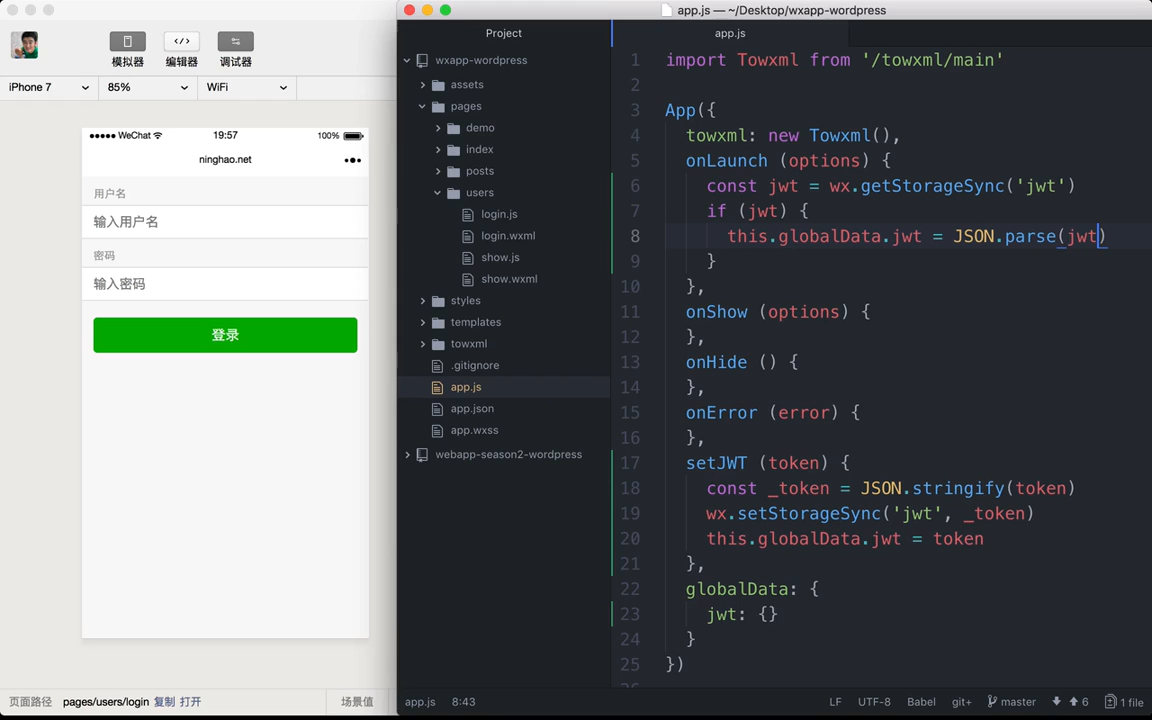 模拟器
编辑器
调试器
iPhone 7
85%
WiFi
WeChat
19:57
100%
ninghao.net
用户名
输入用户名
密码
输入密码
登录
页面路径 pages/users/login 复制 打开
场景值
app.js — ~/Desktop/wxapp-wordpress
Project
wxapp-wordpress
assets
pages
demo
index
posts
users
login.js
login.wxml
show.js
show.wxml
styles
templates
towxml
.gitignore
app.js
app.json
app.wxss
webapp-season2-wordpress
app.js
1 import Towxml from '/towxml/main'
2
3 App({
4 towxml: new Towxml(),
5 onLaunch (options) {
6 const jwt = wx.getStorageSync('jwt')
7 if (jwt) {
8 this.globalData.jwt = JSON.parse(jwt)
9 }
10 },
11 onShow (options) {
12 },
13 onHide () {
14 },
15 onError (error) {
16 },
17 setJWT (token) {
18 const _token = JSON.stringify(token)
19 wx.setStorageSync('jwt', _token)
20 this.globalData.jwt = token
21 },
22 globalData: {
23 jwt: {}
24 }
25 })
app.js 8:43
LF UTF-8 Babel git+ master 6 1 file